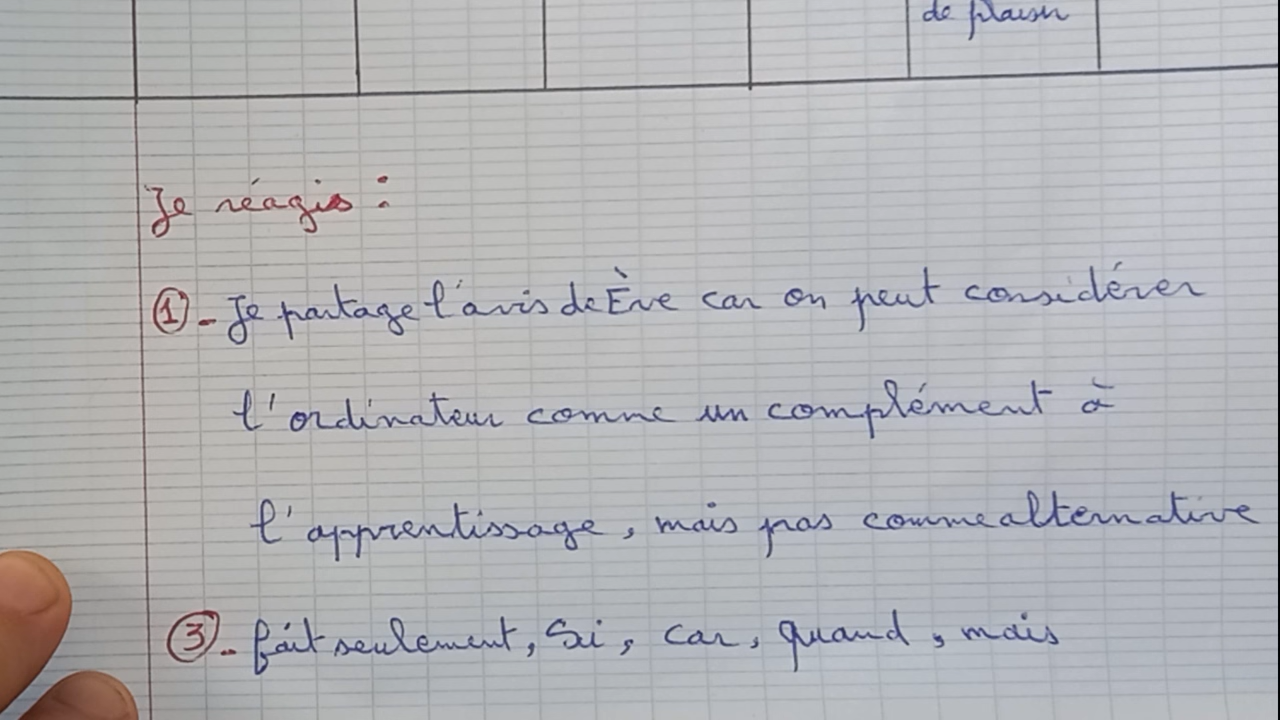 de plaisir
Je réagis :
① - Je partage l'avis de Ève car on peut considérer
l'ordinateur comme un complément à
l'apprentissage, mais pas comme alternative
③ - fait seulement, Si, car, quand, mais